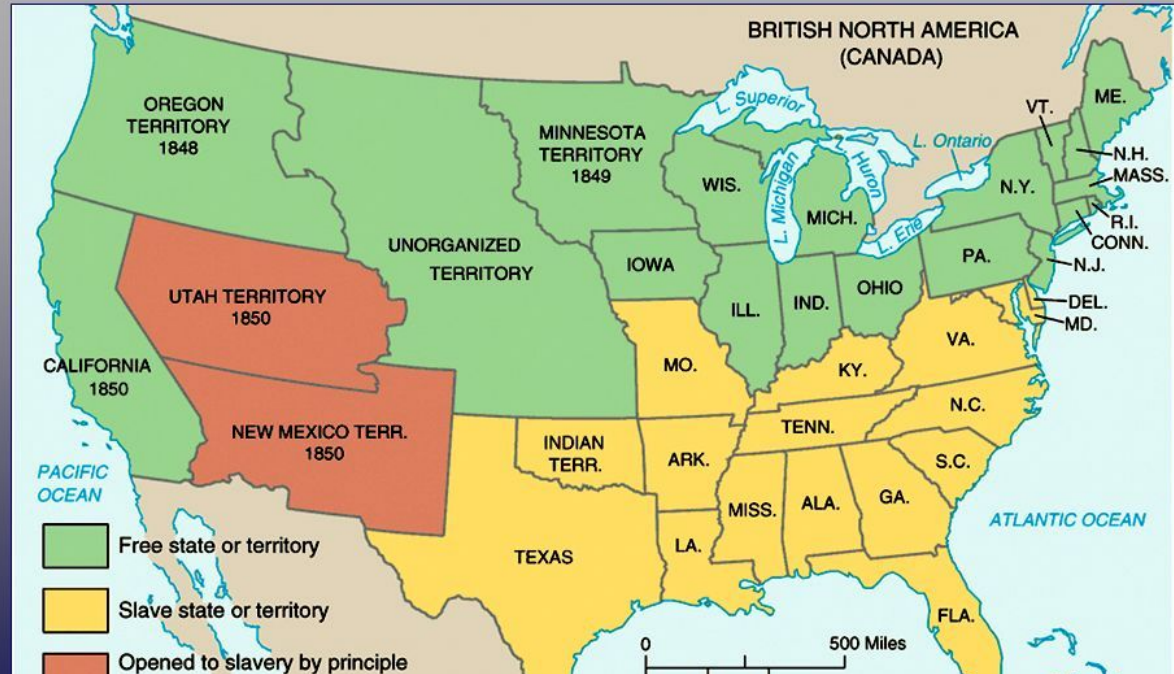 BRITISH NORTH AMERICA
(CANADA)
OREGON
TERRITORY
1848
MINNESOTA
TERRITORY
1849
L. Superior
L. Michigan
Huron
L. Ontario
L. Erie
VT.
ME.
N.H.
MASS.
N.Y.
R.I.
CONN.
WIS.
MICH.
UNORGANIZED
TERRITORY
IOWA
PA.
N.J.
UTAH TERRITORY
1850
ILL.
IND.
OHIO
DEL.
MD.
CALIFORNIA
1850
MO.
KY.
VA.
NEW MEXICO TERR.
1850
INDIAN
TERR.
ARK.
TENN.
N.C.
S.C.
PACIFIC
OCEAN
MISS.
ALA.
GA.
ATLANTIC OCEAN
TEXAS
LA.
FLA.
Free state or territory
Slave state or territory
Opened to slavery by principle
0 500 Miles